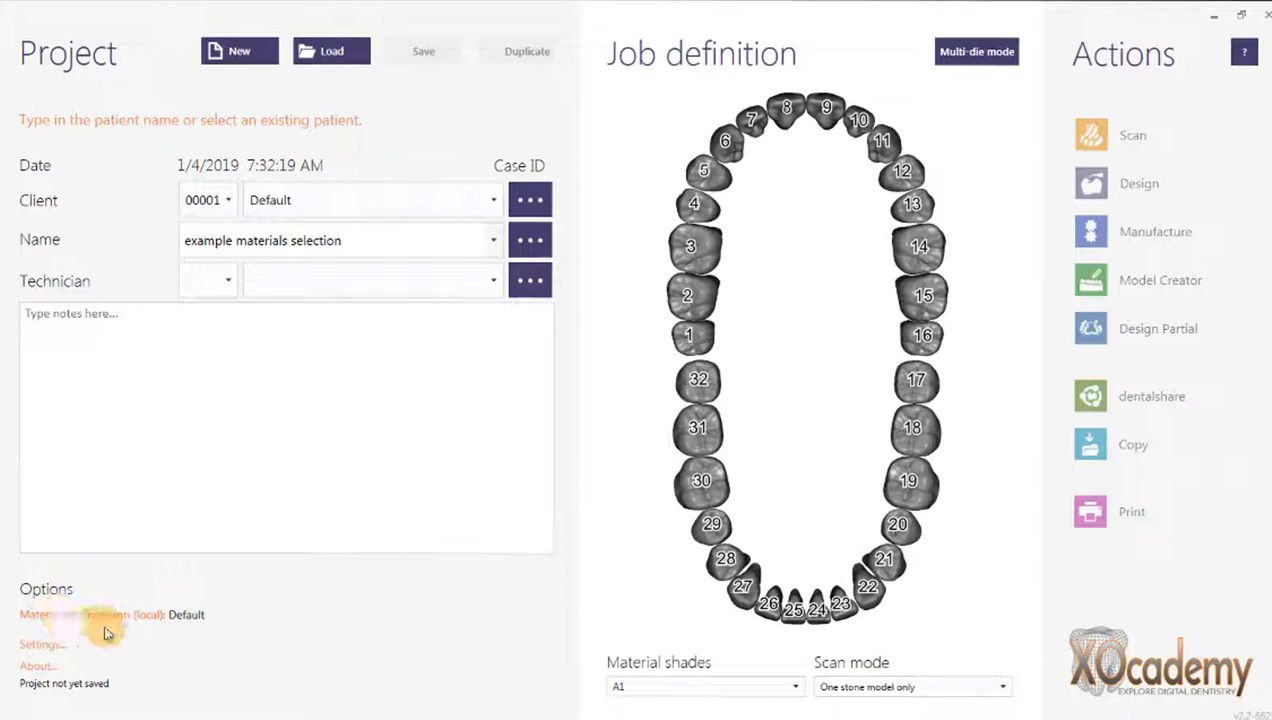 Project
New
Load
Save
Duplicate
Type in the patient name or select an existing patient.
Date 1/4/2019 7:32:19 AM Case ID
Client 00001 Default
Name example materials selection
Technician
Type notes here...
Options
(local): Default
Settings...
About...
Project not yet saved
Job definition
Multi-die mode
8 9
7 10
6 11
5 12
4 13
3 14
2 15
1 16
32 17
31 18
30 19
29 20
28 21
27 22
26 25 24 23
Material shades
A1
Scan mode
One stone model only
Actions
?
Scan
Design
Manufacture
Model Creator
Design Partial
dentalshare
Copy
Print
XOcademy
EXPLORE DIGITAL DENTISTRY